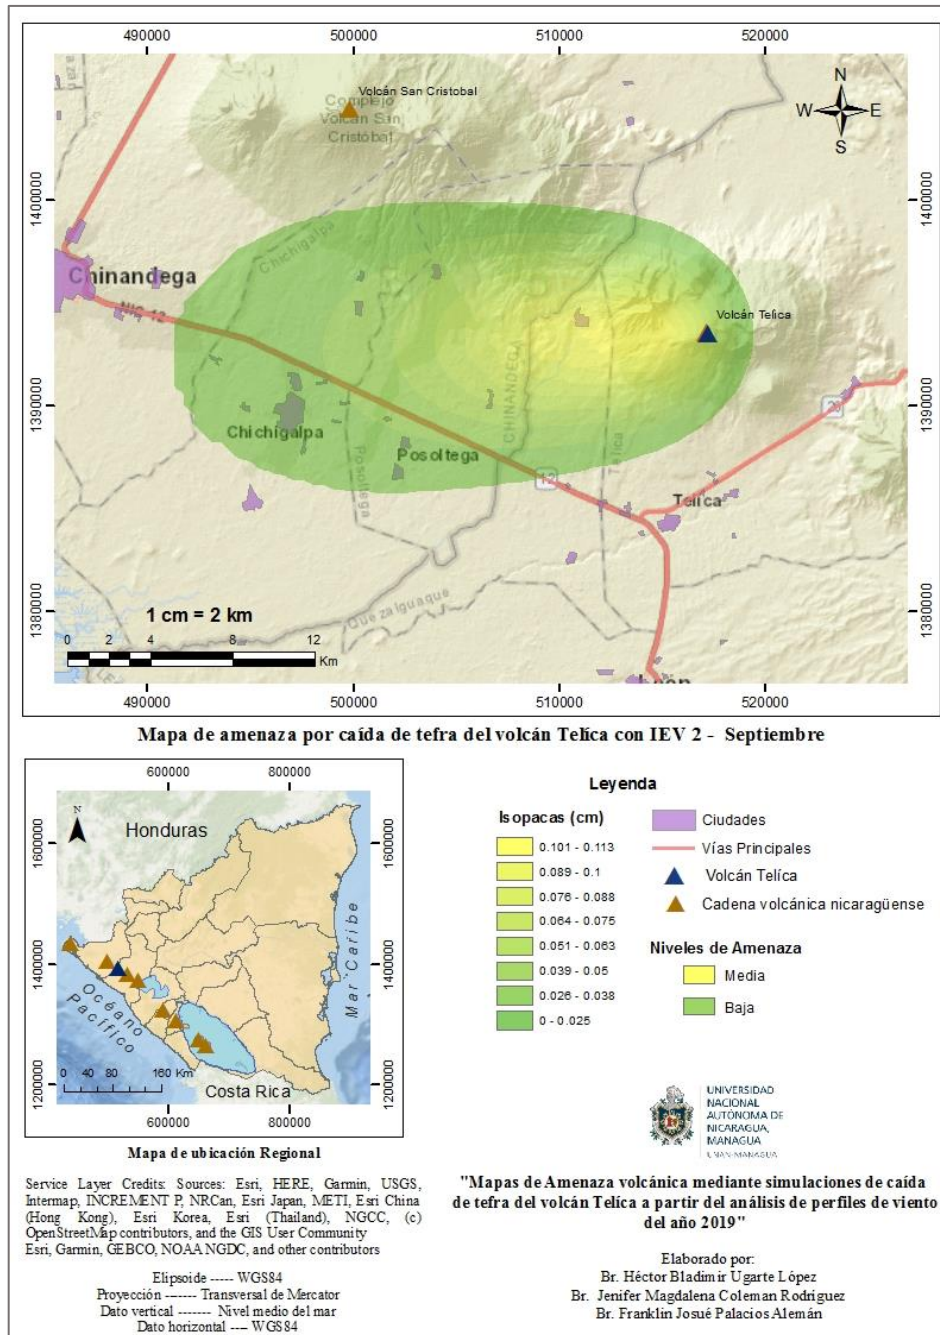 490000 500000 510000 520000
1400000
1390000
1380000
1400000
1390000
1380000
Volcán San Cristobal
Complejo
Volcán San
Cristóbal
N
W E
S
Chichigalpa
Chinandega
NIC-12
Volcán Telíca
CHINANDEGA
Chichigalpa
Posoltega
Posoltega
Telica
12
Telica
Quezalguaque
León
1 cm = 2 km
0 2 4 8 12
Km
490000 500000 510000 520000
Mapa de amenaza por caída de tefra del volcán Telíca con IEV 2 - Septiembre
600000 800000
1600000
1400000
1200000
1600000
1400000
1200000
N
Honduras
Mar Caribe
Océano
Pacífico
0 40 80 160 Km
Costa Rica
600000 800000
Mapa de ubicación Regional
Leyenda
Isopacas (cm)
0.101 - 0.113
0.089 - 0.1
0.076 - 0.088
0.064 - 0.075
0.051 - 0.063
0.039 - 0.05
0.026 - 0.038
0 - 0.025
Ciudades
Vías Principales
Volcán Telíca
Cadena volcánica nicaragüense
Niveles de Amenaza
Media
Baja
UNIVERSIDAD
NACIONAL
AUTÓNOMA DE
NICARAGUA,
MANAGUA
UNAN-MANAGUA
Service Layer Credits: Sources: Esri, HERE, Garmin, USGS,
Intermap, INCREMENT P, NRCan, Esri Japan, METI, Esri China
(Hong Kong), Esri Korea, Esri (Thailand), NGCC, (c)
OpenStreetMap contributors, and the GIS User Community
Esri, Garmin, GEBCO, NOAA NGDC, and other contributors
Elipsoide ----- WGS84
Proyección ------- Transversal de Mercator
Dato vertical ------- Nivel medio del mar
Dato horizontal ---- WGS84
"Mapas de Amenaza volcánica mediante simulaciones de caída
de tefra del volcán Telíca a partir del análisis de perfiles de viento
del año 2019"
Elaborado por:
Br. Héctor Bladimir Ugarte López
Br. Jenifer Magdalena Coleman Rodríguez
Br. Franklin Josué Palacios Alemán